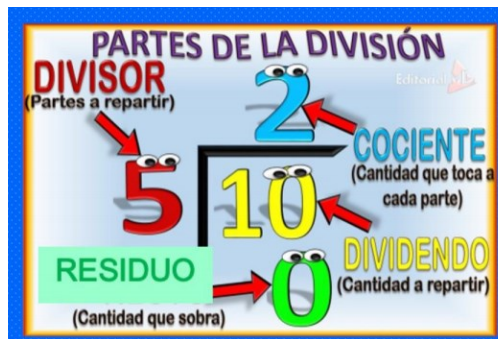 PARTES DE LA DIVISIÓN
DIVISOR
(Partes a repartir)
Editorial
2
COCIENTE
(Cantidad que toca a
cada parte)
5
10
DIVIDENDO
(Cantidad a repartir)
RESIDUO
0
(Cantidad que sobra)